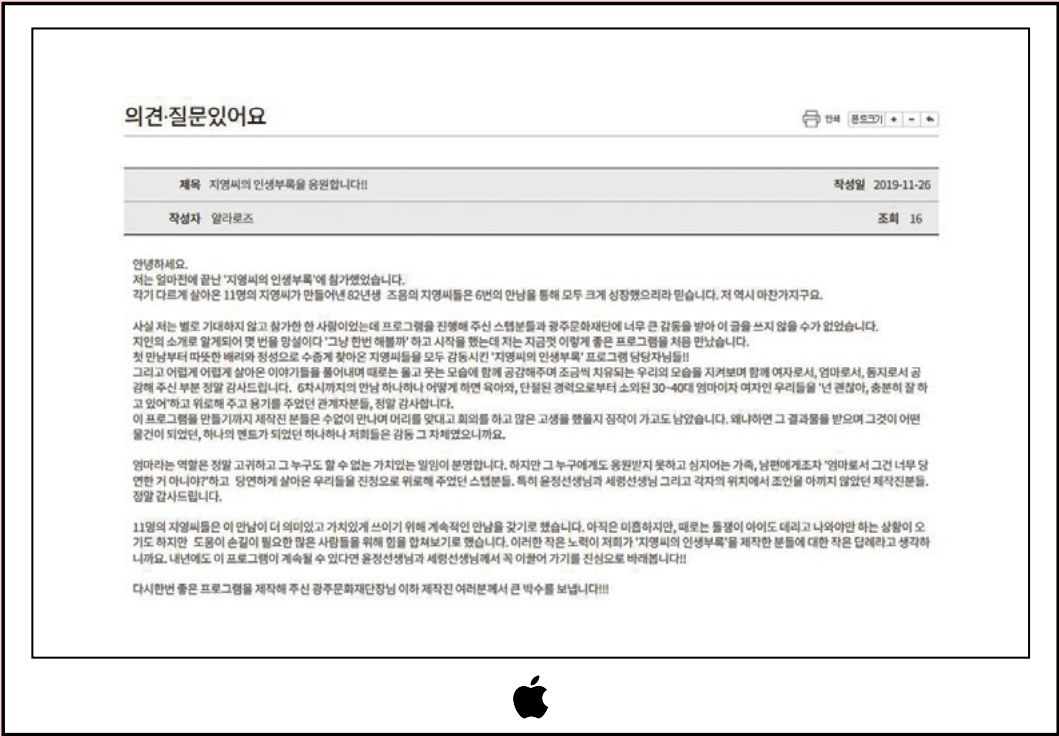 의견·질문있어요
인쇄 폰트크기 + -
제목 지영씨의 인생부록을 응원합니다!! 작성일 2019-11-26
작성자 알라로즈 조회 16
안녕하세요.
저는 얼마전에 끝난 '지영씨의 인생부록'에 참가했었습니다.
각기 다르게 살아온 11명의 지영씨가 만들어낸 82년생 즈음의 지영씨들은 6번의 만남을 통해 모두 크게 성장했으리라 믿습니다. 저 역시 마찬가지구요.
사실 저는 별로 기대하지 않고 참가한 한 사람이었는데 프로그램을 진행해 주신 스텝분들과 광주문화재단에 너무 큰 감동을 받아 이 글을 쓰지 않을 수가 없었습니다.
지인의 소개로 알게되어 몇 번을 망설이다 '그냥 한번 해볼까' 하고 시작을 했는데 저는 지금껏 이렇게 좋은 프로그램을 처음 만났습니다.
첫 만남부터 따뜻한 배려와 정성으로 수줍게 찾아온 지영씨들을 모두 감동시킨 '지영씨의 인생부록' 프로그램 담당자님들!!
그리고 어렵게 어렵게 살아온 이야기들을 풀어내며 때로는 울고 웃는 모습에 함께 공감해주며 조금씩 치유되는 우리의 모습을 지켜보며 함께 여자로서, 엄마로서, 동지로서 공
감해 주신 부분 정말 감사드립니다. 6차시까지의 만남 하나하나 어떻게 하면 육아와, 단절된 경력으로부터 소외된 30~40대 엄마이자 여자인 우리들을 '넌 괜찮아, 충분히 잘 하
고 있어'하고 위로해 주고 용기를 주었던 관계자분들, 정말 감사합니다.
이 프로그램을 만들기까지 제작진 분들은 수없이 만나며 머리를 맞대고 회의를 하고 많은 고생을 했을지 짐작이 가고도 남았습니다. 왜냐하면 그 결과물을 받으며 그것이 어떤
물건이 되었던, 하나의 멘트가 되었던 하나하나 저희들은 감동 그 자체였으니까요.
엄마라는 역할은 정말 고귀하고 그 누구도 할 수 없는 가치있는 일임이 분명합니다. 하지만 그 누구에게도 응원받지 못하고 심지어는 가족, 남편에게조차 '엄마로서 그건 너무 당
연한 거 아니야?'하고 당연하게 살아온 우리들을 진정으로 위로해 주었던 스텝분들. 특히 윤정선생님과 세령선생님 그리고 각자의 위치에서 조언을 아끼지 않았던 제작진분들.
정말 감사드립니다.
11명의 지영씨들은 이 만남이 더 의미있고 가치있게 쓰이기 위해 계속적인 만남을 갖기로 했습니다. 아직은 미흡하지만, 때로는 돌쟁이 아이도 데리고 나와야만 하는 상황이 오
기도 하지만 도움이 손길이 필요한 많은 사람들을 위해 힘을 합쳐보기로 했습니다. 이러한 작은 노력이 저희가 '지영씨의 인생부록'을 제작한 분들에 대한 작은 답례라고 생각하
니까요. 내년에도 이 프로그램이 계속될 수 있다면 윤정선생님과 세령선생님께서 꼭 이끌어 가기를 진심으로 바래봅니다!!
다시한번 좋은 프로그램을 제작해 주신 광주문화재단장님 이하 제작진 여러분께서 큰 박수를 보냅니다!!!